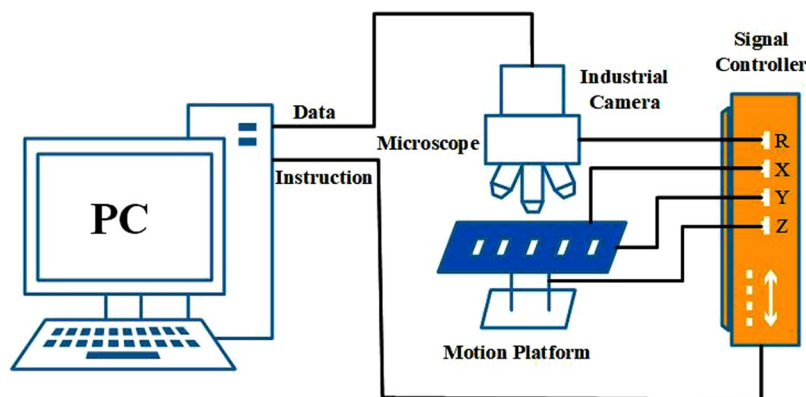 Signal
Controller
Industrial
Camera
Data
Microscope
Instruction
PC
R
X
Y
Z
Motion Platform